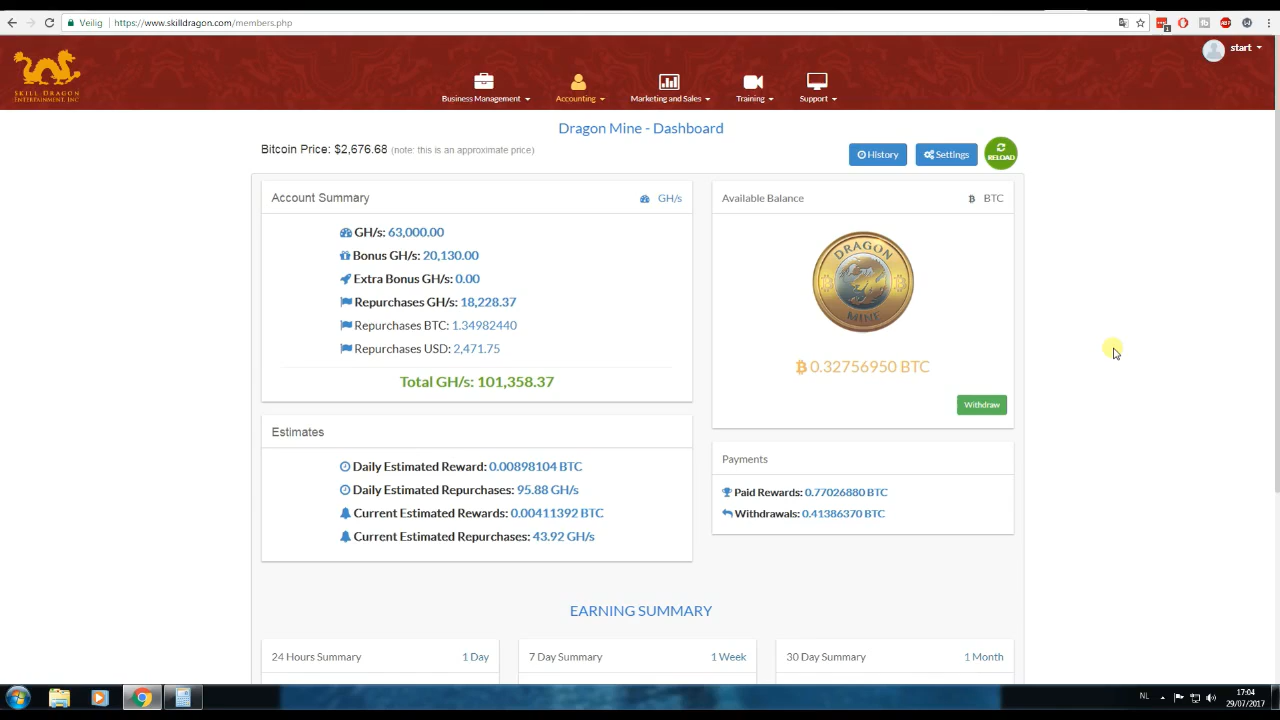 Veilig
https://www.skilldragon.com/members.php
1
ABP
SKILL DRAGON
ENTERTAINMENT, INC
start
Business Management
Accounting
Marketing and Sales
Training
Support
Dragon Mine - Dashboard
Bitcoin Price: $2,676.68 (note: this is an approximate price)
History
Settings
RELOAD
Account Summary
GH/s
GH/s: 63,000.00
Bonus GH/s: 20,130.00
Extra Bonus GH/s: 0.00
Repurchases GH/s: 18,228.37
Repurchases BTC: 1.34982440
Repurchases USD: 2,471.75
Total GH/s: 101,358.37
Available Balance
BTC
DRAGON
MINE
0.32756950 BTC
Withdraw
Estimates
Daily Estimated Reward: 0.00898104 BTC
Daily Estimated Repurchases: 95.88 GH/s
Current Estimated Rewards: 0.00411392 BTC
Current Estimated Repurchases: 43.92 GH/s
Payments
Paid Rewards: 0.77026880 BTC
Withdrawals: 0.41386370 BTC
EARNING SUMMARY
24 Hours Summary
1 Day
7 Day Summary
1 Week
30 Day Summary
1 Month
NL
17:04
29/07/2017